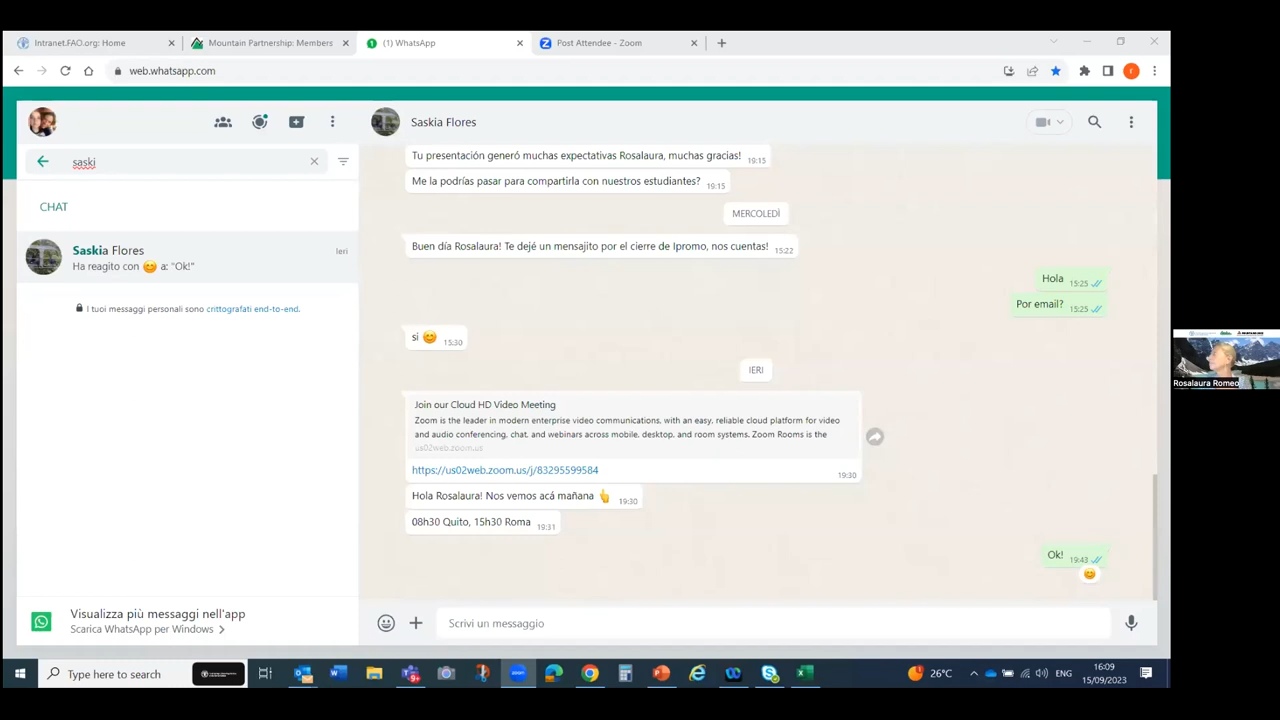 Intranet.FAO.org: Home
Mountain Partnership: Members
(1) WhatsApp
Post Attendee - Zoom
web.whatsapp.com
r
Saskia Flores
saski
CHAT
Saskia Flores
Ieri
Ha reagito con 😊 a: "Ok!"
I tuoi messaggi personali sono crittografati end-to-end.
Visualizza più messaggi nell'app
Scarica WhatsApp per Windows
Tu presentación generó muchas expectativas Rosalaura, muchas gracias! 19:15
Me la podrías pasar para compartirla con nuestros estudiantes? 19:15
MERCOLEDÌ
Buen día Rosalaura! Te dejé un mensajito por el cierre de Ipromo, nos cuentas! 15:22
Hola 15:25
Por email? 15:25
si 😊 15:30
IERI
Join our Cloud HD Video Meeting
Zoom is the leader in modern enterprise video communications, with an easy, reliable cloud platform for video
and audio conferencing, chat, and webinars across mobile, desktop, and room systems. Zoom Rooms is the
us02web.zoom.us
https://us02web.zoom.us/j/83295599584 19:30
Hola Rosalaura! Nos vemos acá mañana 👆 19:30
08h30 Quito, 15h30 Roma 19:31
Ok! 19:43
😊
Scrivi un messaggio
Rosalaura Romeo
Type here to search
zoom
26°C
ENG
16:09
15/09/2023